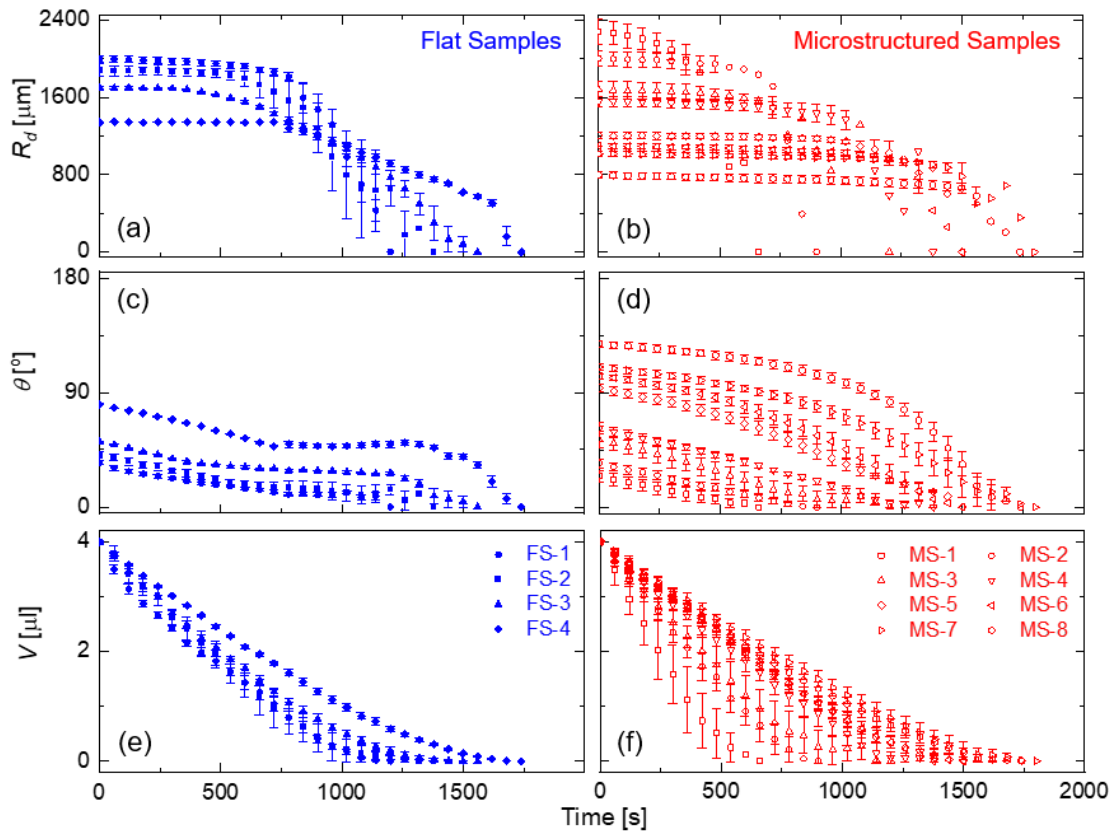 Flat Samples
Microstructured Samples
2400
1600
800
0
R_d [μm]
(a)
(b)
180
90
0
θ [°]
(c)
(d)
4
2
0
V [μl]
FS-1
FS-2
FS-3
FS-4
(e)
MS-1 MS-2
MS-3 MS-4
MS-5 MS-6
MS-7 MS-8
(f)
0 500 1000 1500 0 500 1000 1500 2000
Time [s]